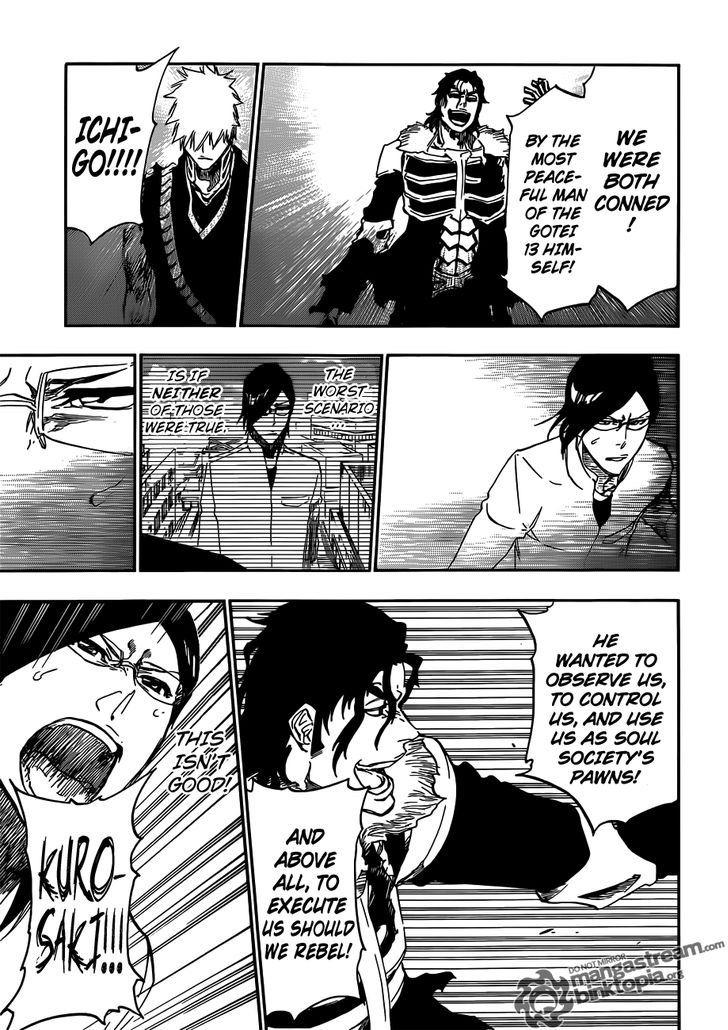 WE
WERE
BOTH
CONNED
!
BY THE
MOST
PEACE-
FUL MAN
OF THE
GOTEI
13 HIM-
SELF!
ICHI-
GO!!!!
THE
WORST
SCENARIO
...
IS IF
NEITHER
OF THOSE
WERE TRUE.
HE
WANTED TO
OBSERVE US,
TO CONTROL
US, AND USE
US AS SOUL
SOCIETY'S
PAWNS!
AND
ABOVE
ALL, TO
EXECUTE
US SHOULD
WE REBEL!
THIS
ISN'T
GOOD!
KURO-
SAKI!!!
DO NOT MIRROR
mangastream.com
binktopia.org